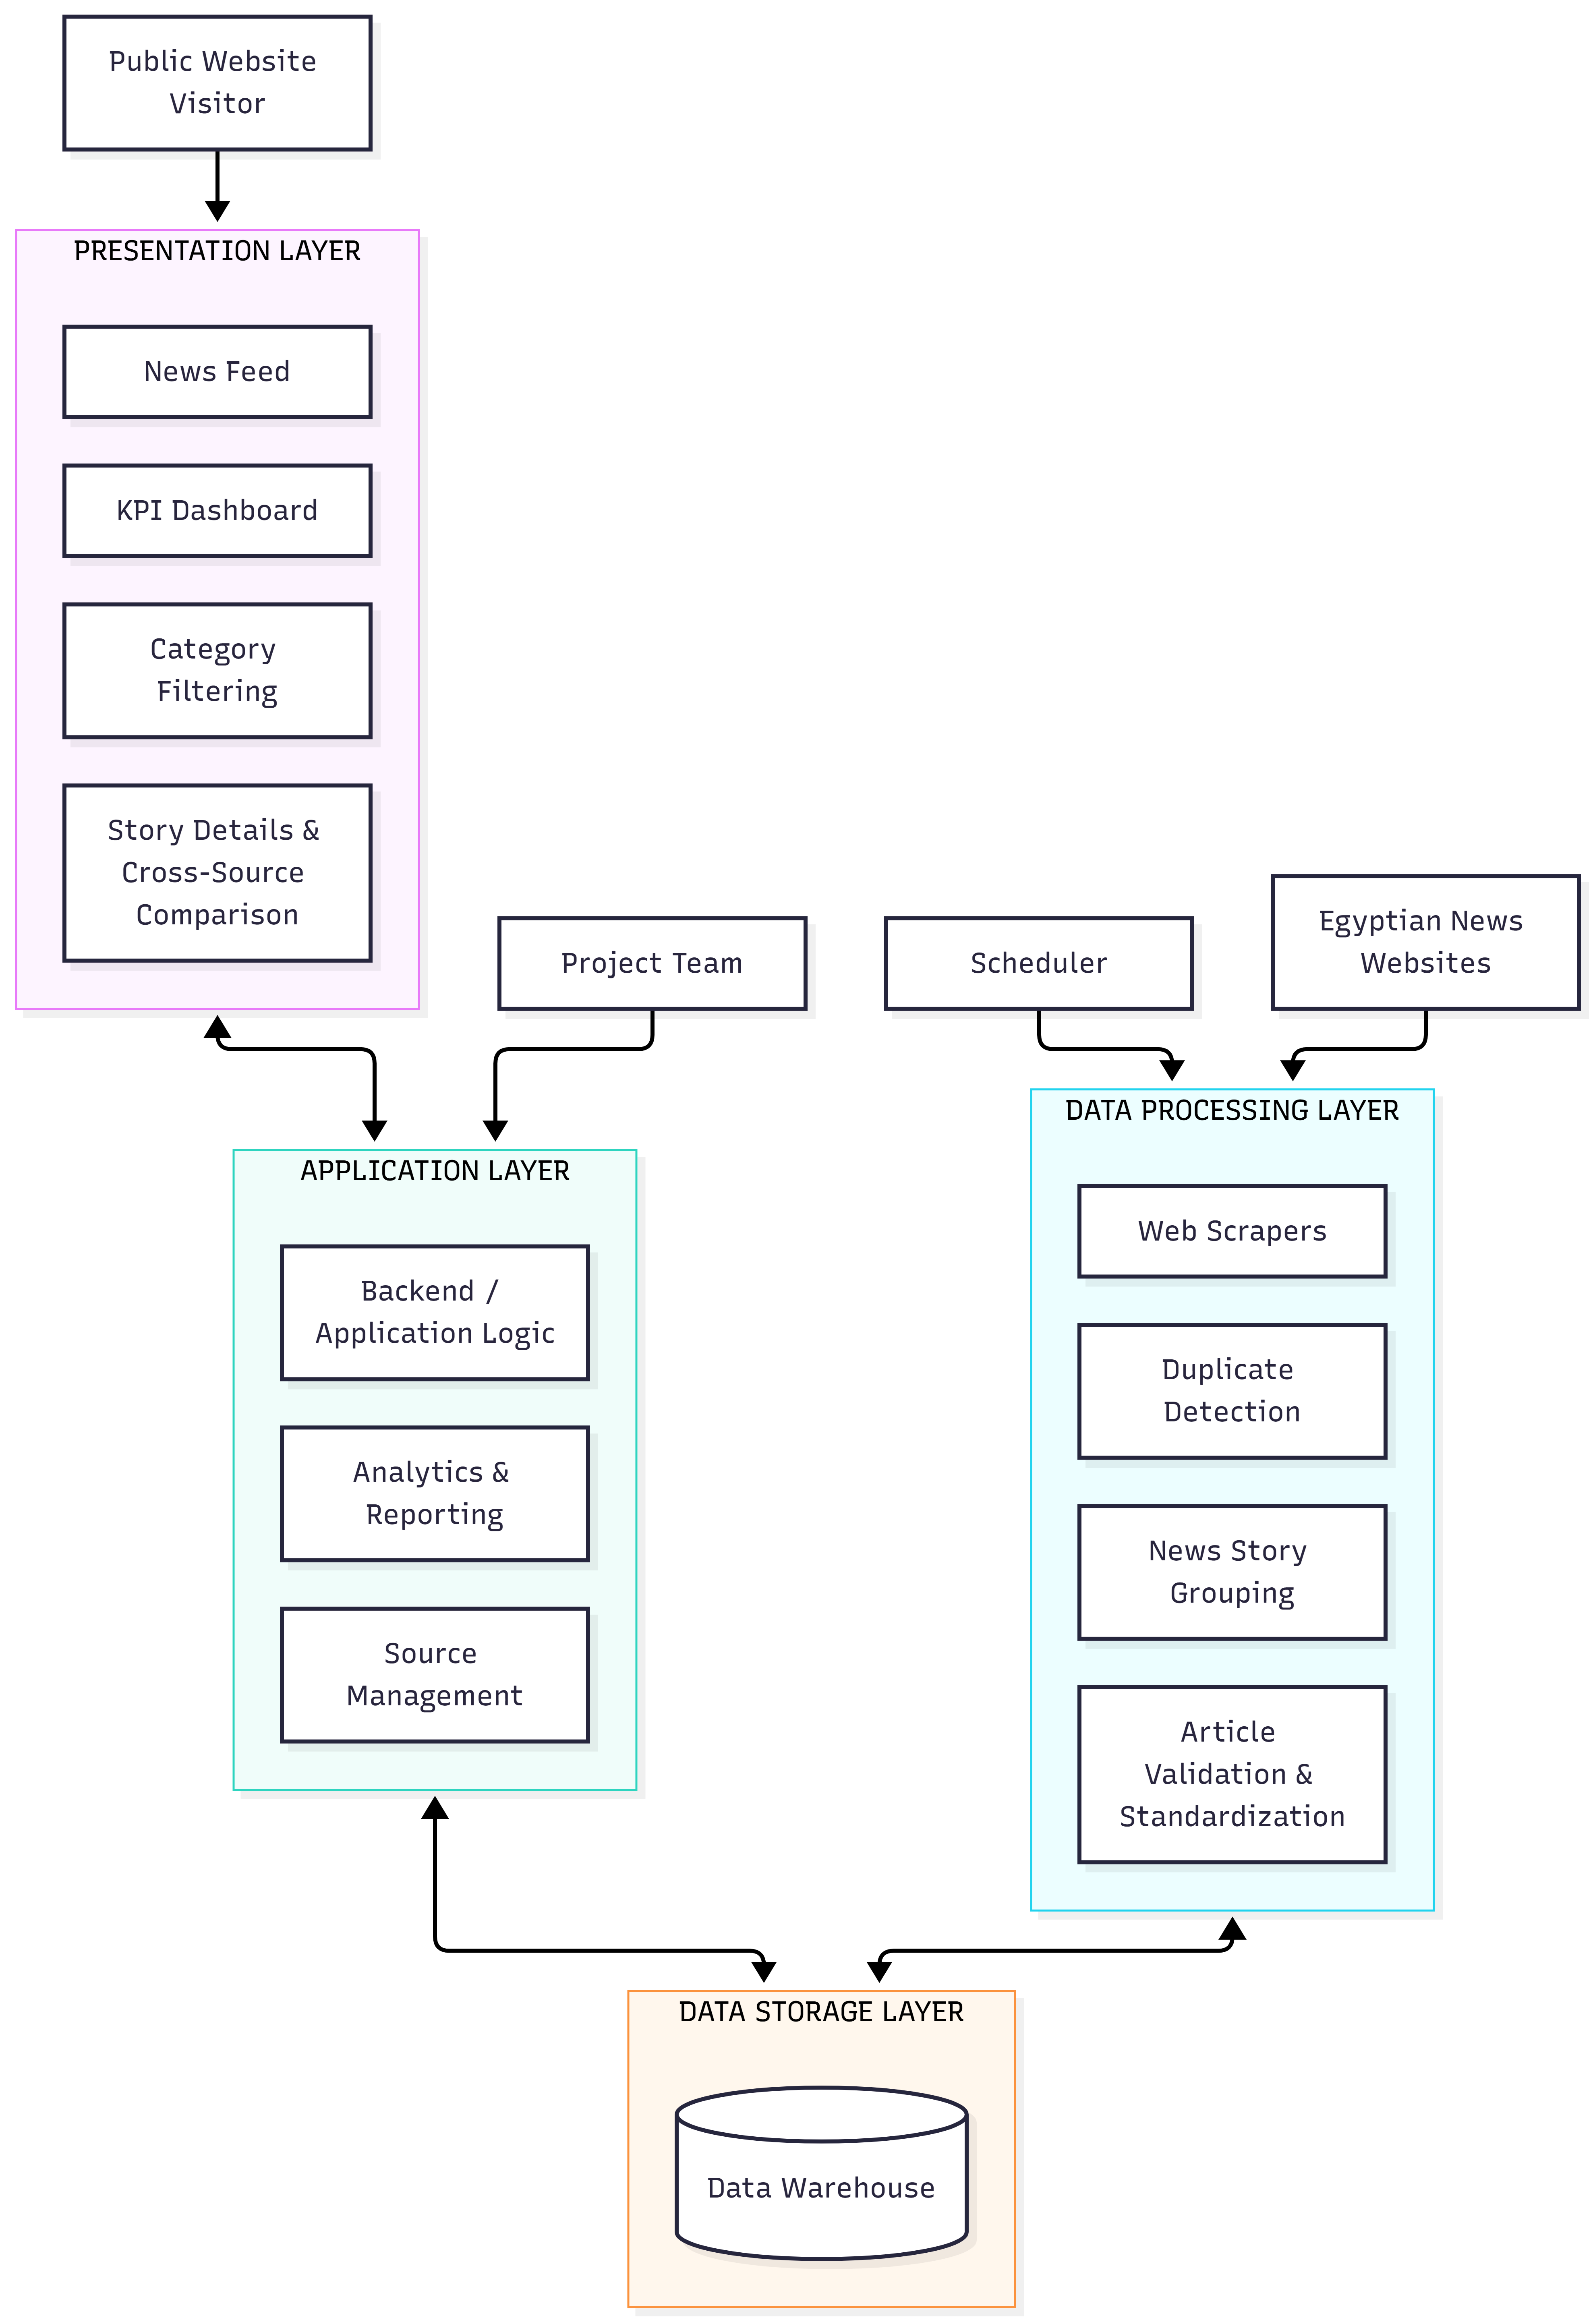 Public Website
Visitor
PRESENTATION LAYER
News Feed
KPI Dashboard
Category
Filtering
Story Details &
Cross-Source
Comparison
Project Team
Scheduler
Egyptian News
Websites
APPLICATION LAYER
Backend /
Application Logic
Analytics &
Reporting
Source
Management
DATA PROCESSING LAYER
Web Scrapers
Duplicate
Detection
News Story
Grouping
Article
Validation &
Standardization
DATA STORAGE LAYER
Data Warehouse